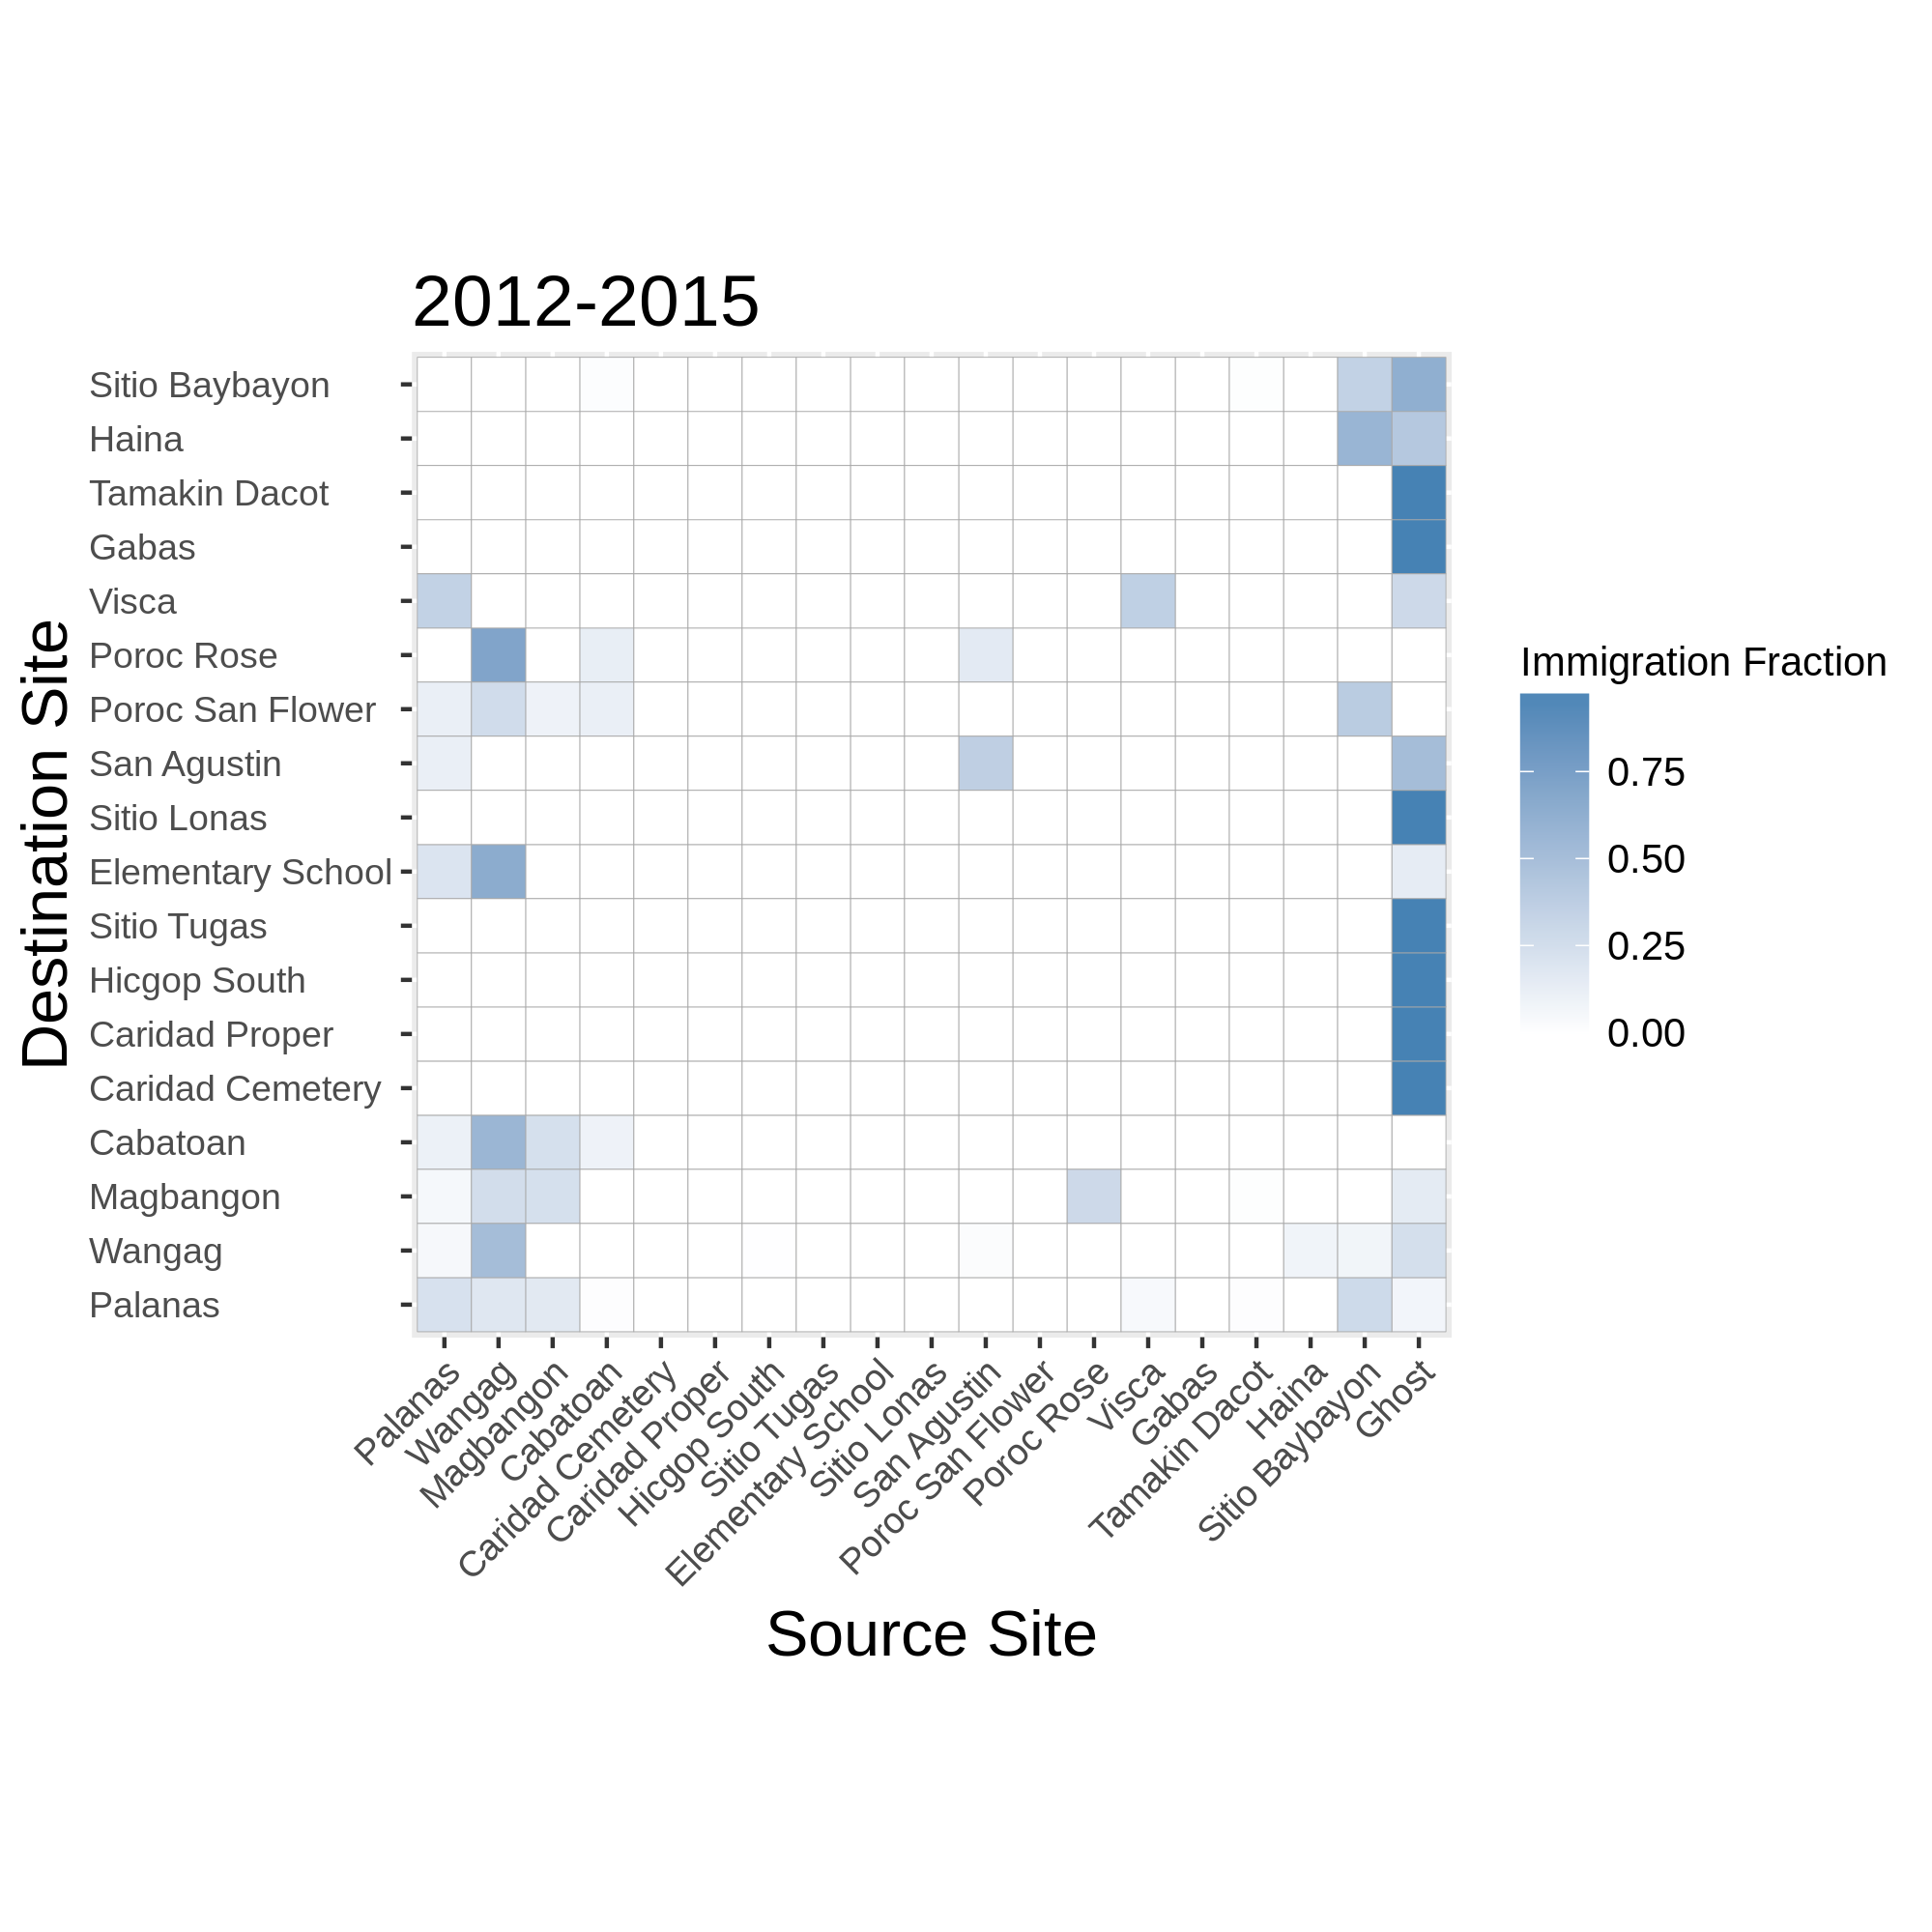 2012-2015
Destination Site
Sitio Baybayon
Haina
Tamakin Dacot
Gabas
Visca
Poroc Rose
Poroc San Flower
San Agustin
Sitio Lonas
Elementary School
Sitio Tugas
Hicgop South
Caridad Proper
Caridad Cemetery
Cabatoan
Magbangon
Wangag
Palanas
Palanas
Wangag
Magbangon
Cabatoan
Caridad Cemetery
Caridad Proper
Hicgop South
Sitio Tugas
Elementary School
Sitio Lonas
San Agustin
Poroc San Flower
Poroc Rose
Visca
Gabas
Tamakin Dacot
Haina
Sitio Baybayon
Ghost
Source Site
Immigration Fraction
0.75
0.50
0.25
0.00